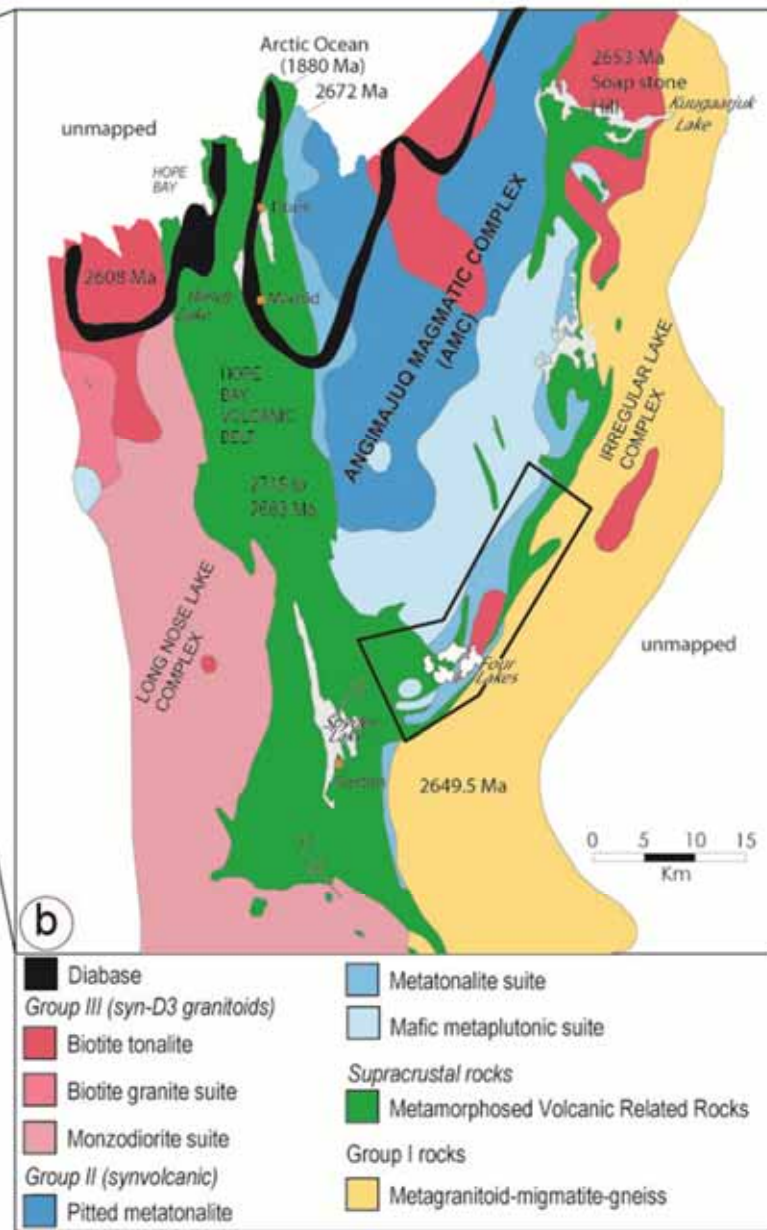 Arctic Ocean
(1880 Ma)
2672 Ma
2653 Ma
Soap stone
Hill
Kuugaarjuk
Lake
unmapped
HOPE
BAY
2608 Ma
Lake
Madrid
HOPE
BAY
VOLCANIC
BELT
ANGIMAJUQ MAGMATIC COMPLEX
(AMC)
IRREGULAR LAKE
COMPLEX
2663 Ma
LONG NOSE LAKE
COMPLEX
unmapped
Four
Lakes
Lake
2649.5 Ma
0 5 10 15
Km
b
Diabase
Group III (syn-D3 granitoids)
Biotite tonalite
Biotite granite suite
Monzodiorite suite
Group II (synvolcanic)
Pitted metatonalite
Metatonalite suite
Mafic metaplutonic suite
Supracrustal rocks
Metamorphosed Volcanic Related Rocks
Group I rocks
Metagranitoid-migmatite-gneiss